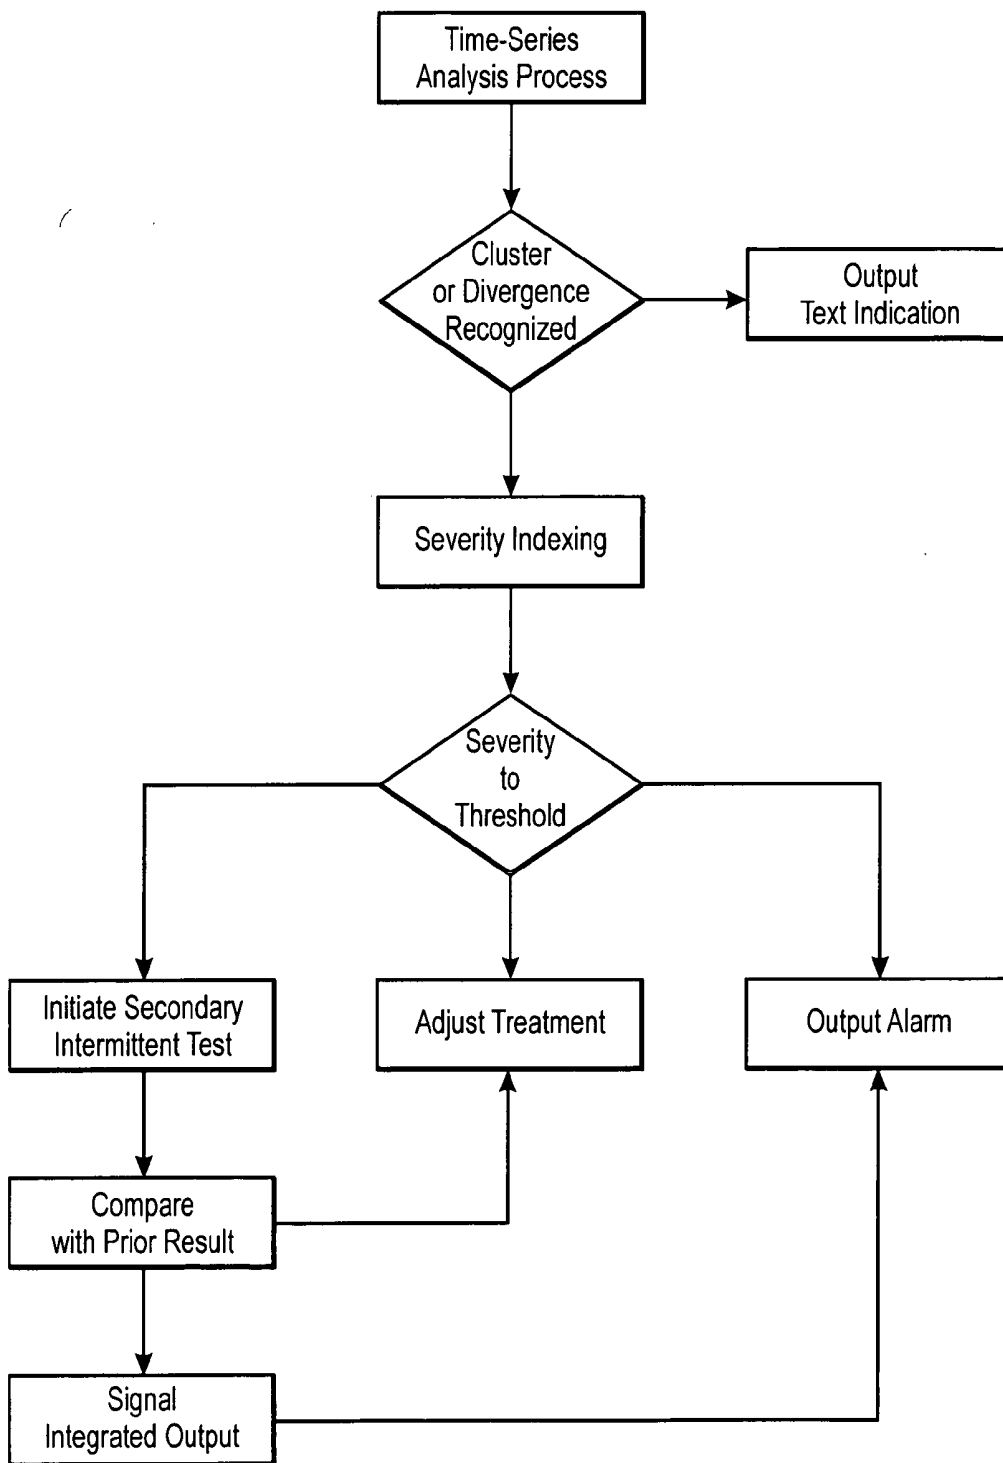 Time-Series
Analysis Process
Cluster
or Divergence
Recognized
Output
Text Indication
Severity Indexing
Severity
to
Threshold
Initiate Secondary
Intermittent Test
Adjust Treatment
Output Alarm
Compare
with Prior Result
Signal
Integrated Output